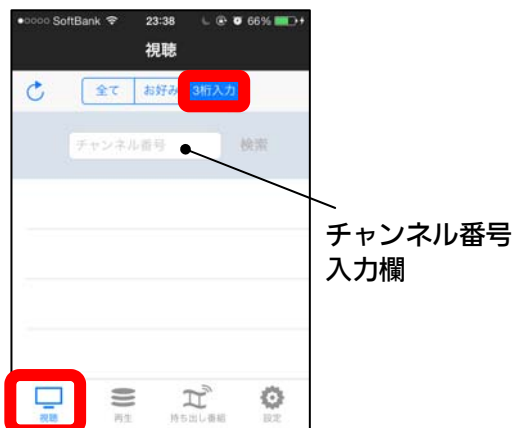 ●○○○○ SoftBank 23:38 66%
視聴
全て お好み 3桁入力
チャンネル番号 検索
チャンネル番号
入力欄
視聴 再生 持ち出し番組 設定